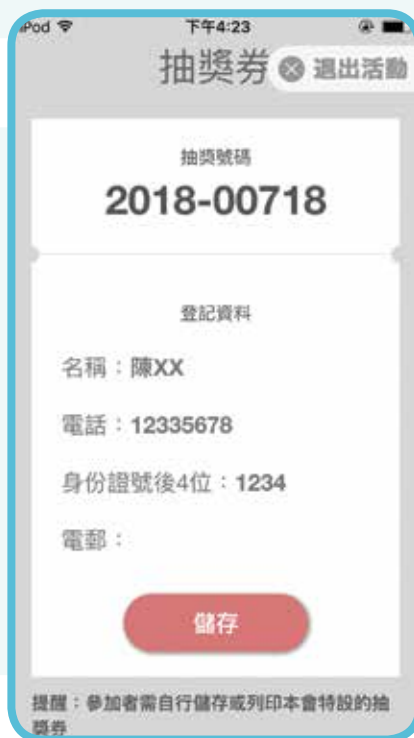 iPod 下午4:23
抽獎券 退出活動
抽獎號碼
2018-00718
登記資料
名稱：陳XX
電話：12335678
身份證號後4位：1234
電郵：
儲存
提醒：參加者需自行儲存或列印本會特設的抽
獎券